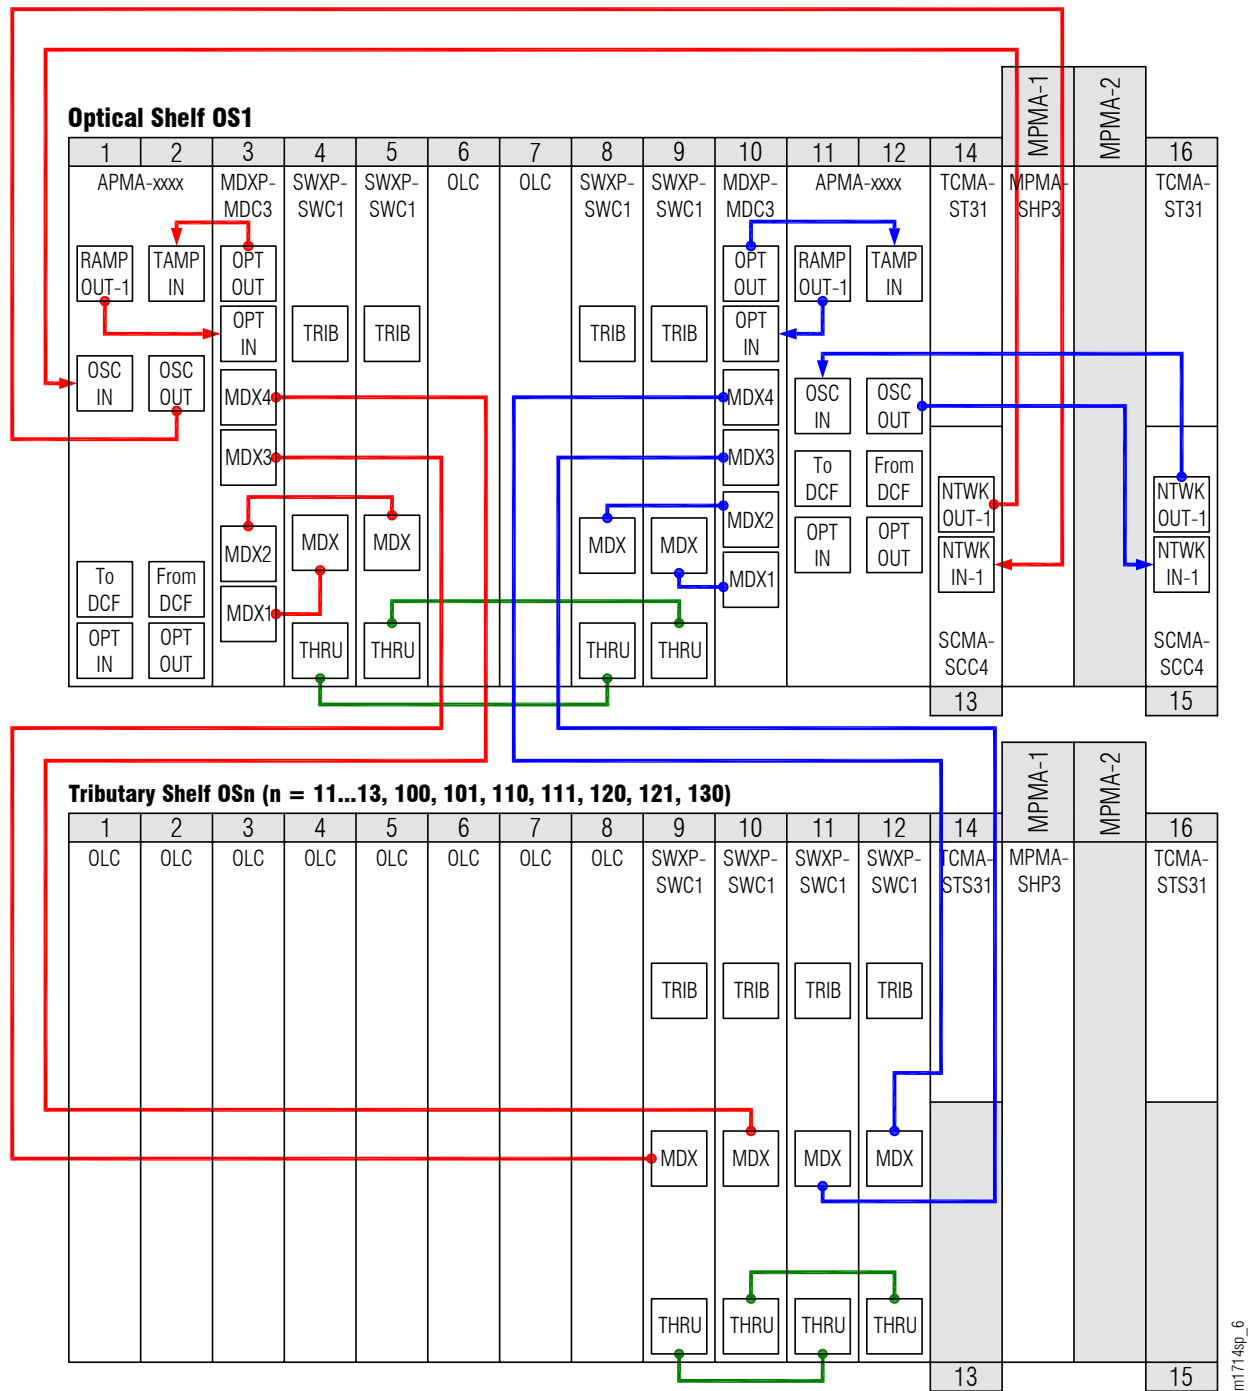 MPMA-1
MPMA-2
Optical Shelf OS1
1 2 3 4 5 6 7 8 9 10 11 12 14 16
APMA-xxxx MDXP- SWXP- SWXP- OLC OLC SWXP- SWXP- MDXP- APMA-xxxx TCMA- MPMA- TCMA-
MDC3 SWC1 SWC1 SWC1 SWC1 MDC3 ST31 SHP3 ST31
RAMP TAMP OPT OPT RAMP TAMP
OUT-1 IN OUT OUT OUT-1 IN
OPT TRIB TRIB TRIB TRIB OPT
IN IN
OSC OSC
IN OUT
MDX4 MDX4 OSC OSC
IN OUT
MDX3 MDX3 To From
DCF DCF
NTWK NTWK
OUT-1 OUT-1
MDX2 MDX MDX MDX MDX MDX2 OPT OPT
IN OUT
NTWK NTWK
IN-1 IN-1
To From
DCF DCF
MDX1 MDX1
OPT OPT
IN OUT
THRU THRU THRU THRU
SCMA- SCMA-
SCC4 SCC4
13 15
MPMA-1
MPMA-2
Tributary Shelf OSn (n = 11...13, 100, 101, 110, 111, 120, 121, 130)
1 2 3 4 5 6 7 8 9 10 11 12 14 16
OLC OLC OLC OLC OLC OLC OLC OLC SWXP- SWXP- SWXP- SWXP- TCMA- MPMA- TCMA-
SWC1 SWC1 SWC1 SWC1 STS31 SHP3 STS31
TRIB TRIB TRIB TRIB
MDX MDX MDX MDX
THRU THRU THRU THRU
13 15
m1714sp_6